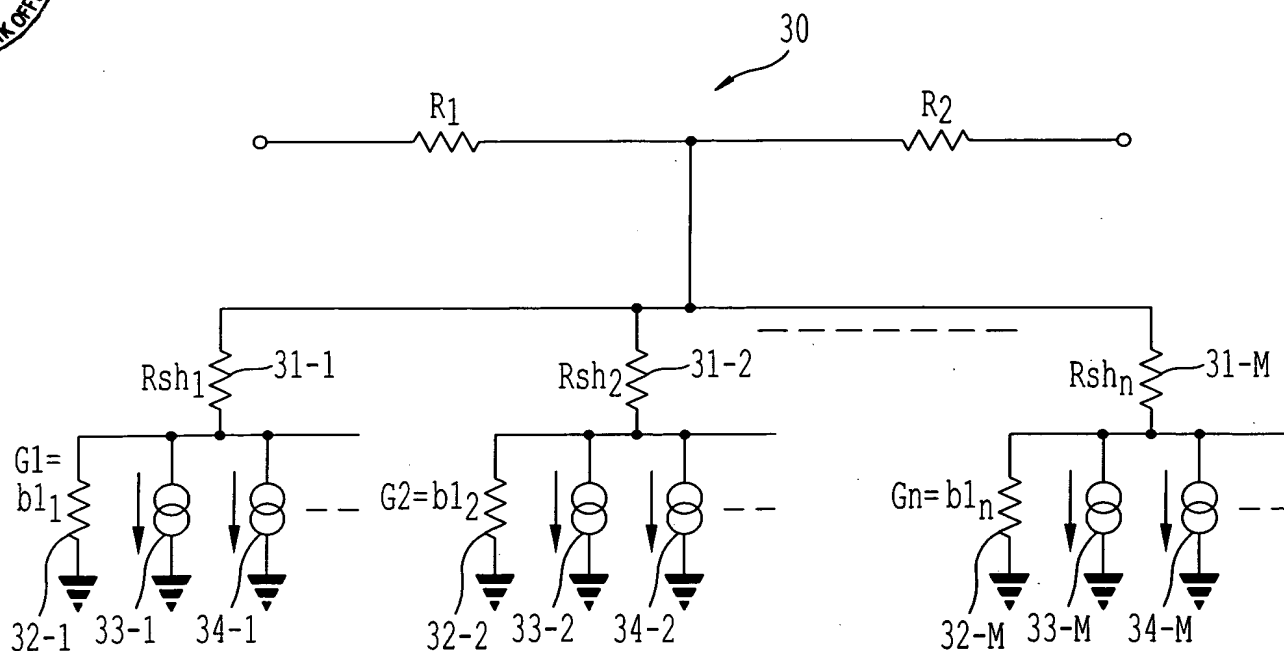 30
R1
R2
Rsh1
31-1
Rsh2
31-2
Rshn
31-M
G1=
b11
G2=b12
Gn=b1n
32-1
33-1
34-1
32-2
33-2
34-2
32-M
33-M
34-M